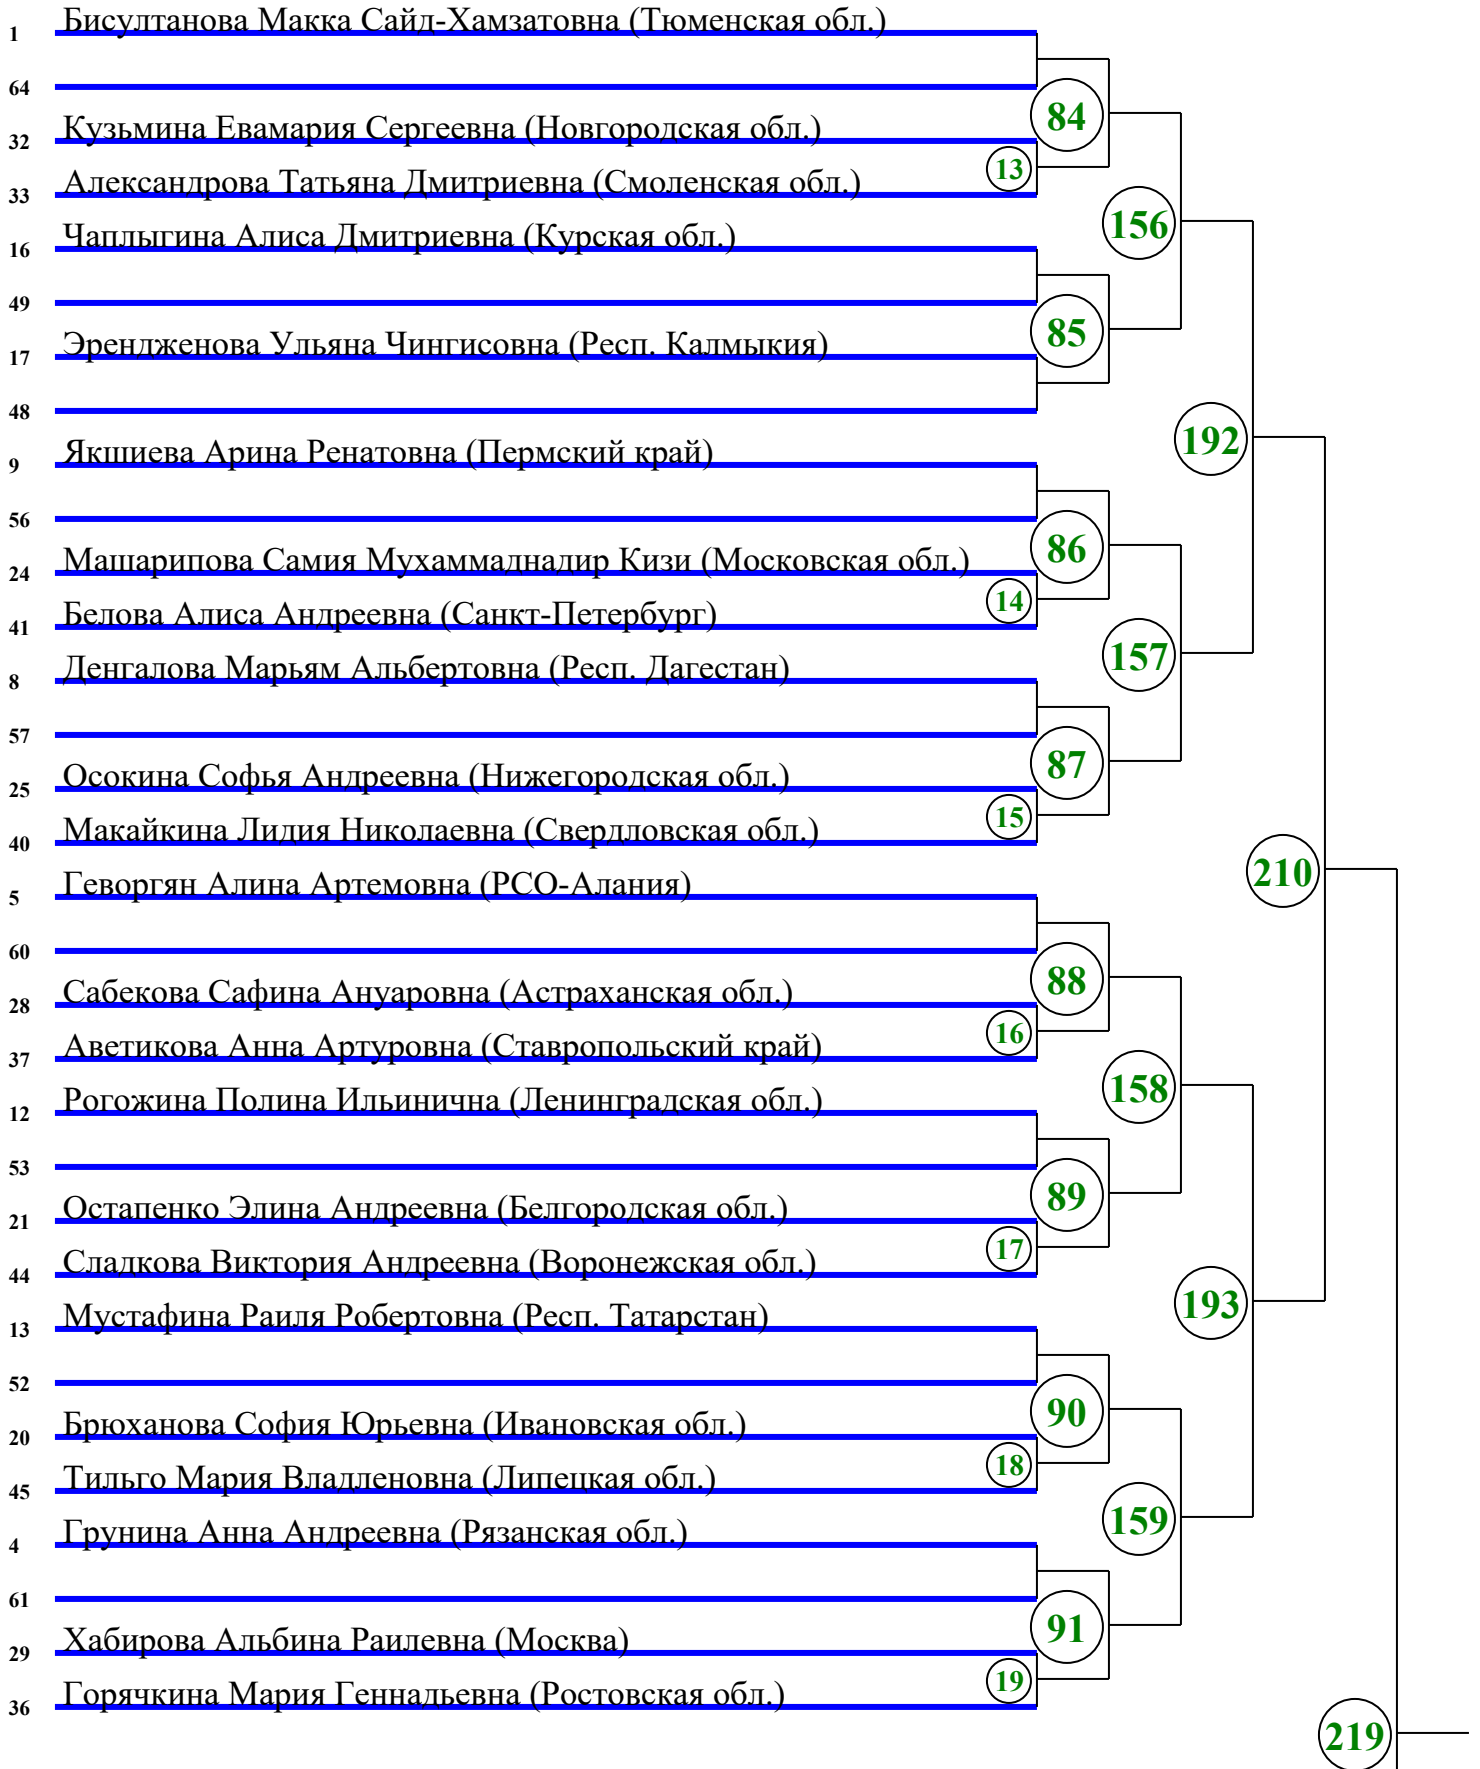 1 Бисултанова Макка Сайд-Хамзатовна (Тюменская обл.)
64
84
32 Кузьмина Евамария Сергеевна (Новгородская обл.)
13
33 Александрова Татьяна Дмитриевна (Смоленская обл.)
156
16 Чаплыгина Алиса Дмитриевна (Курская обл.)
49
85
17 Эрендженова Ульяна Чингисовна (Респ. Калмыкия)
48
192
9 Якшиева Арина Ренатовна (Пермский край)
56
86
24 Машарипова Самия Мухаммаднадир Кизи (Московская обл.)
14
41 Белова Алиса Андреевна (Санкт-Петербург)
157
8 Денгалова Марьям Альбертовна (Респ. Дагестан)
57
87
25 Осокина Софья Андреевна (Нижегородская обл.)
15
40 Макайкина Лидия Николаевна (Свердловская обл.)
210
5 Геворгян Алина Артемовна (РСО-Алания)
60
88
28 Сабекова Сафина Ануаровна (Астраханская обл.)
16
37 Аветикова Анна Артуровна (Ставропольский край)
158
12 Рогожина Полина Ильинична (Ленинградская обл.)
53
89
21 Остапенко Элина Андреевна (Белгородская обл.)
17
44 Сладкова Виктория Андреевна (Воронежская обл.)
193
13 Мустафина Раиля Робертовна (Респ. Татарстан)
52
90
20 Брюханова София Юрьевна (Ивановская обл.)
18
45 Тильго Мария Владленовна (Липецкая обл.)
159
4 Грунина Анна Андреевна (Рязанская обл.)
61
91
29 Хабирова Альбина Раилевна (Москва)
19
36 Горячкина Мария Геннадьевна (Ростовская обл.)
219